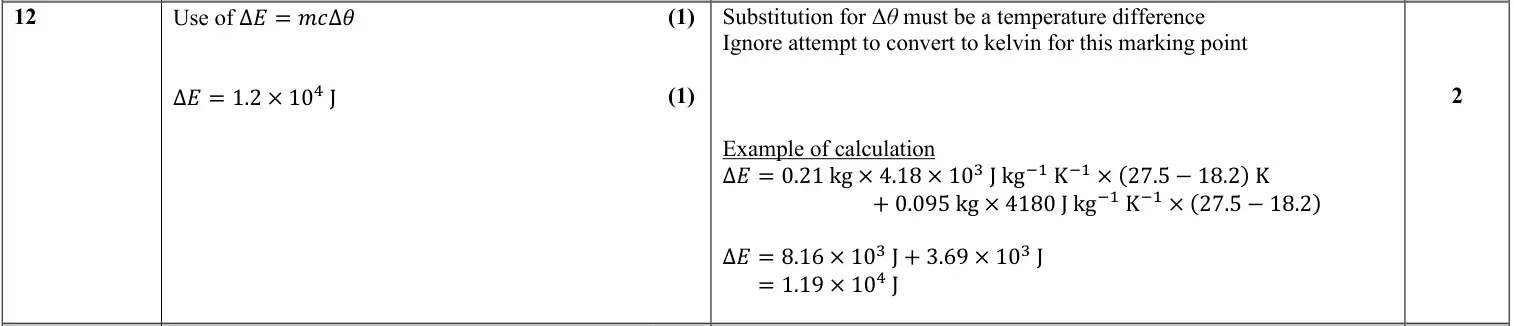 12 Use of Δ𝐸 = 𝑚𝑐Δ𝜃 (1) Substitution for Δθ must be a temperature difference
Ignore attempt to convert to kelvin for this marking point
Δ𝐸 = 1.2 × 10⁴ J (1) 2
Example of calculation
Δ𝐸 = 0.21 kg × 4.18 × 10³ J kg⁻¹ K⁻¹ × (27.5 − 18.2) K
+ 0.095 kg × 4180 J kg⁻¹ K⁻¹ × (27.5 − 18.2)
Δ𝐸 = 8.16 × 10³ J + 3.69 × 10³ J
= 1.19 × 10⁴ J